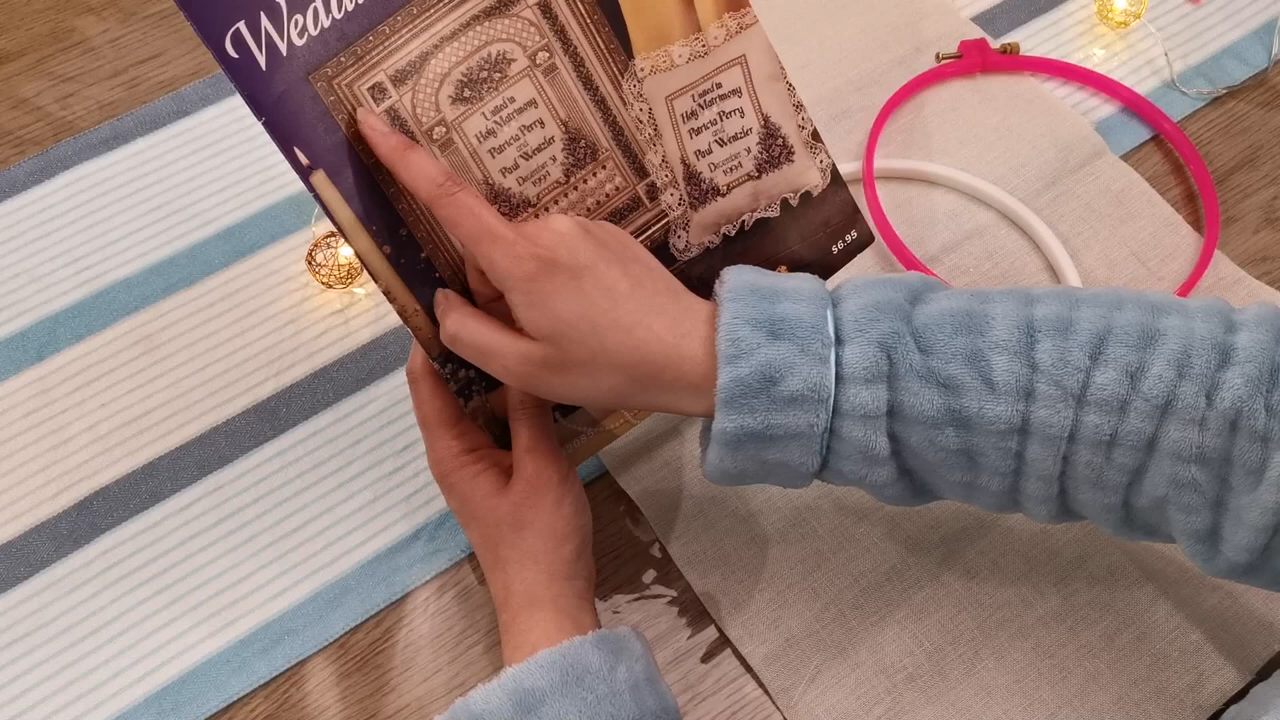 United in
Holy Matrimony
Patricia Perry
and
Paul Wentzler
December 31
1994
United in
Holy Matrimony
Patricia Perry
and
Paul Wentzler
December 31
1994
$6.95